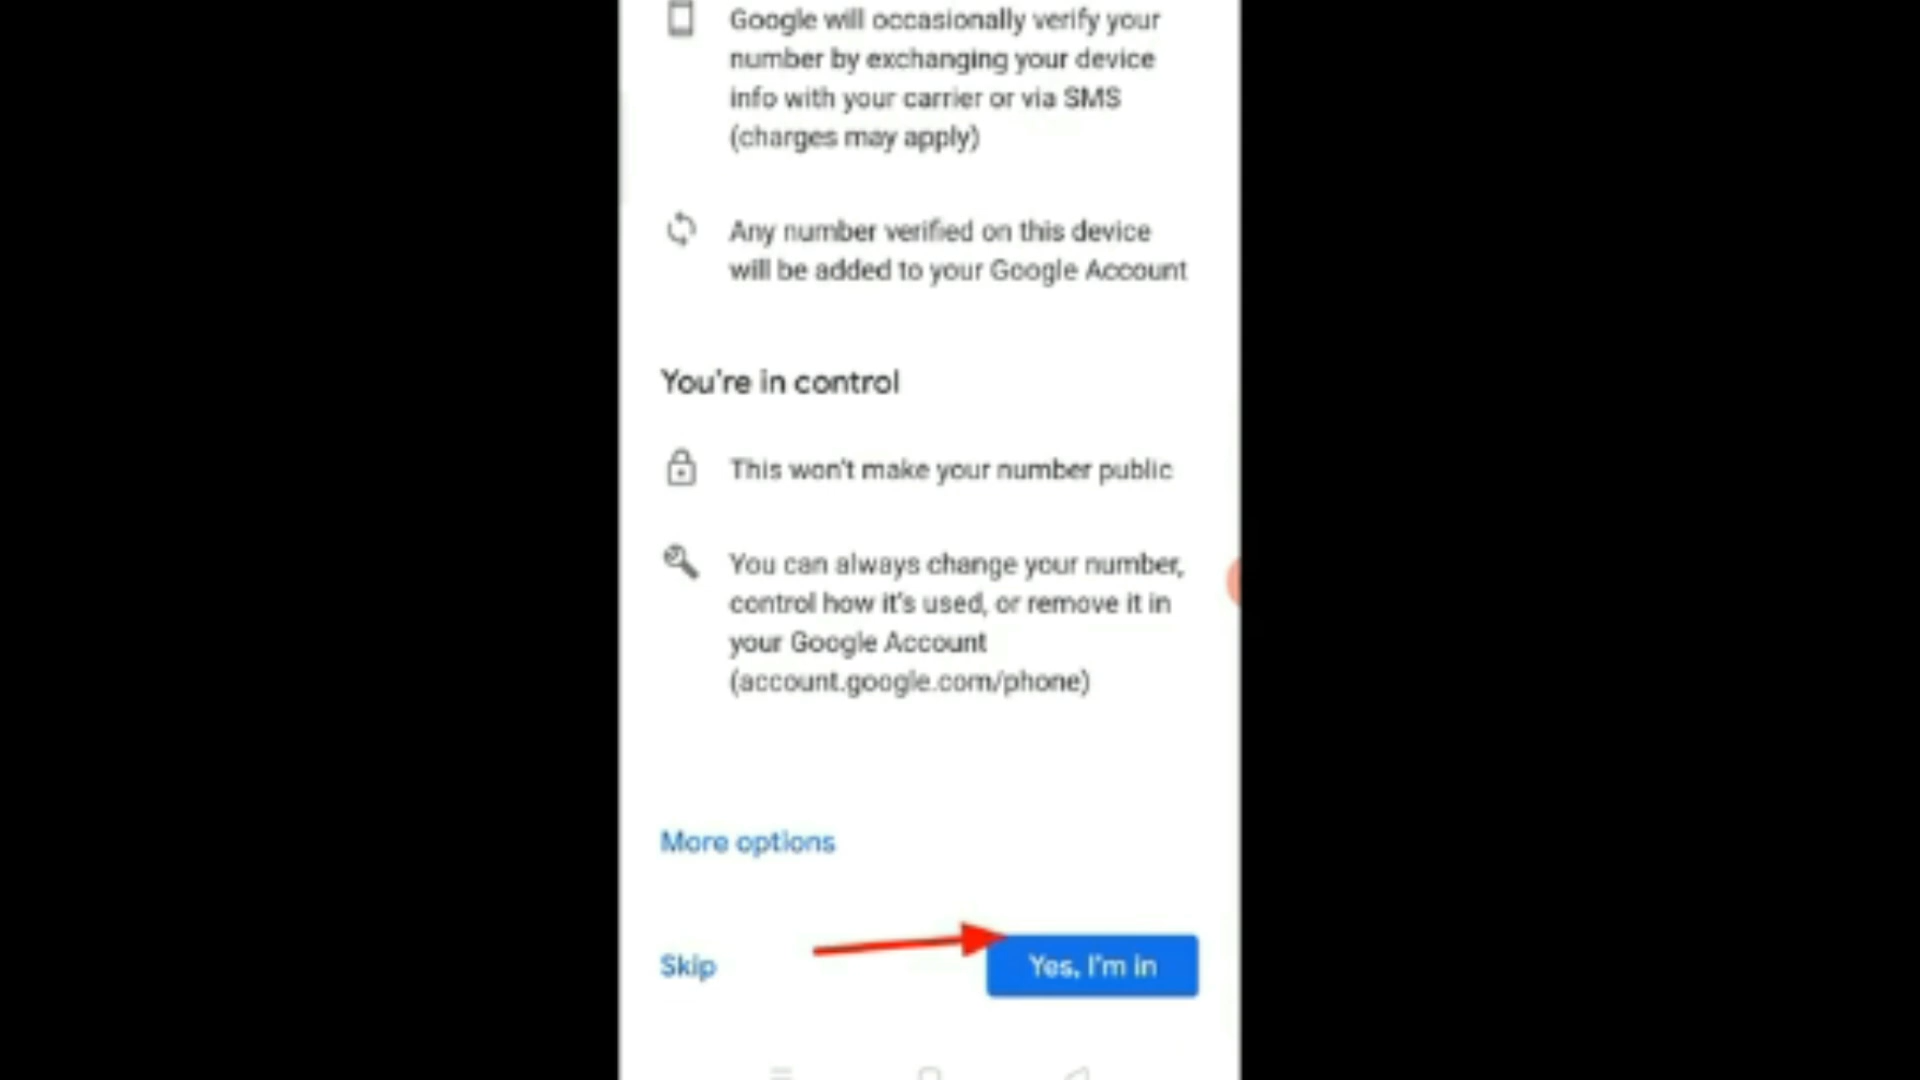 Google will occasionally verify your
number by exchanging your device
info with your carrier or via SMS
(charges may apply)
Any number verified on this device
will be added to your Google Account
You're in control
This won't make your number public
You can always change your number,
control how it's used, or remove it in
your Google Account
(account.google.com/phone)
More options
Skip
Yes, I'm in